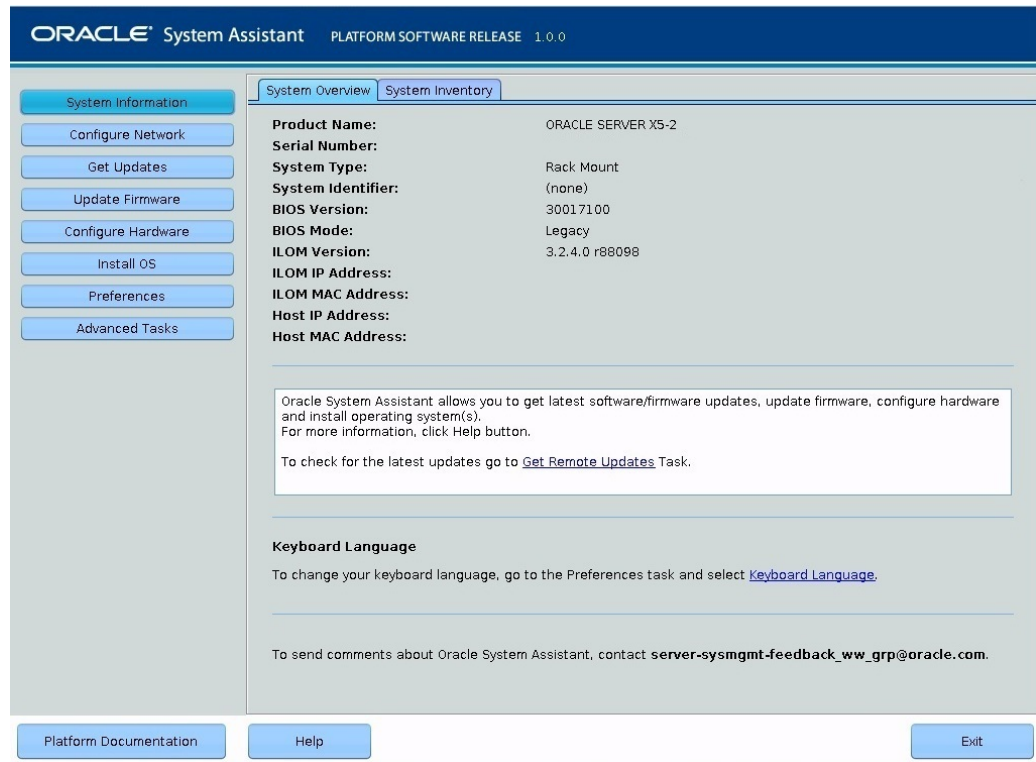 ORACLE System Assistant PLATFORM SOFTWARE RELEASE 1.0.0
System Information
Configure Network
Get Updates
Update Firmware
Configure Hardware
Install OS
Preferences
Advanced Tasks
System Overview System Inventory
Product Name: ORACLE SERVER X5-2
Serial Number:
System Type: Rack Mount
System Identifier: (none)
BIOS Version: 30017100
BIOS Mode: Legacy
ILOM Version: 3.2.4.0 r88098
ILOM IP Address:
ILOM MAC Address:
Host IP Address:
Host MAC Address:
Oracle System Assistant allows you to get latest software/firmware updates, update firmware, configure hardware
and install operating system(s).
For more information, click Help button.
To check for the latest updates go to Get Remote Updates Task.
Keyboard Language
To change your keyboard language, go to the Preferences task and select Keyboard Language.
To send comments about Oracle System Assistant, contact server-sysmgmt-feedback_ww_grp@oracle.com.
Platform Documentation Help Exit